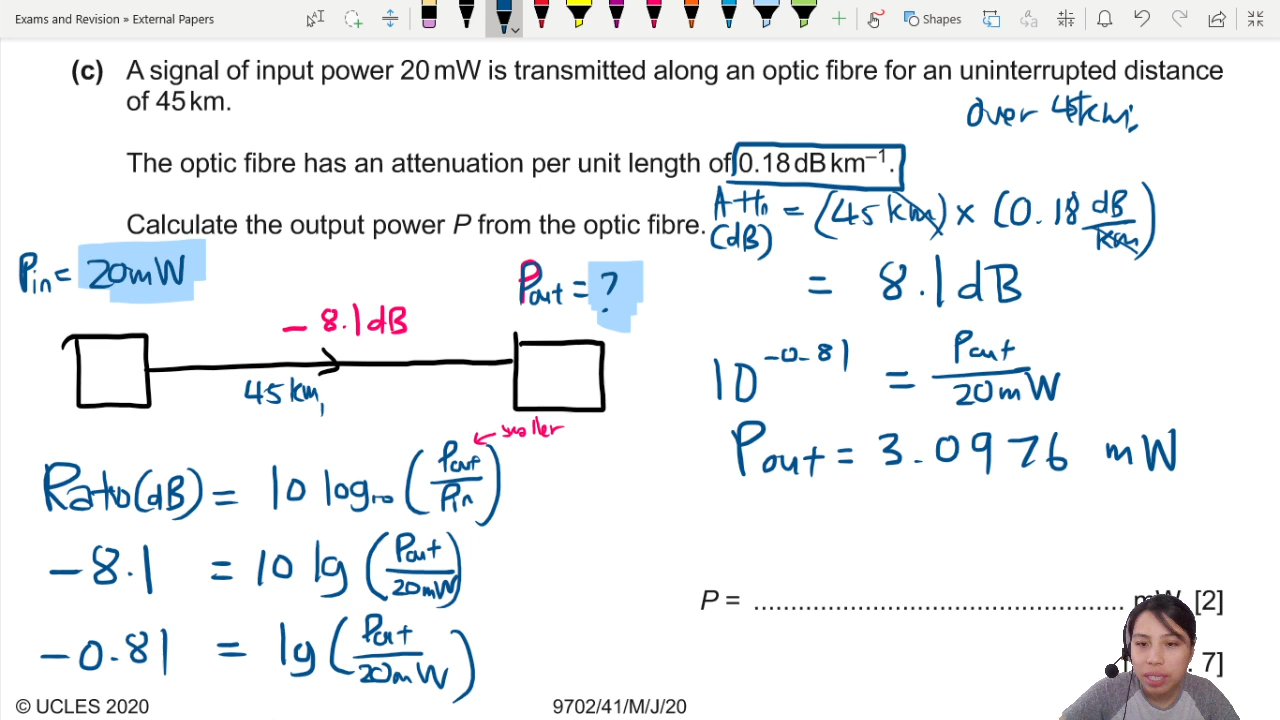 Exams and Revision » External Papers
Shapes
(c) A signal of input power 20 mW is transmitted along an optic fibre for an uninterrupted distance
of 45 km.
over 45km,
The optic fibre has an attenuation per unit length of 0.18 dB km⁻¹.
Calculate the output power P from the optic fibre.
Attn (dB) = (45 km) × (0.18 dB/km)
= 8.1 dB
Pin = 20mW
Pout = ?
- 8.1 dB
45 km,
smaller
Ratio(dB) = 10 log₁₀ (Pout/Pin)
-8.1 = 10 lg (Pout/20mW)
-0.81 = lg (Pout/20mW)
10^-0.81 = Pout/20mW
Pout = 3.0976 mW
P = ........................................................ mW [2]
7]
© UCLES 2020
9702/41/M/J/20